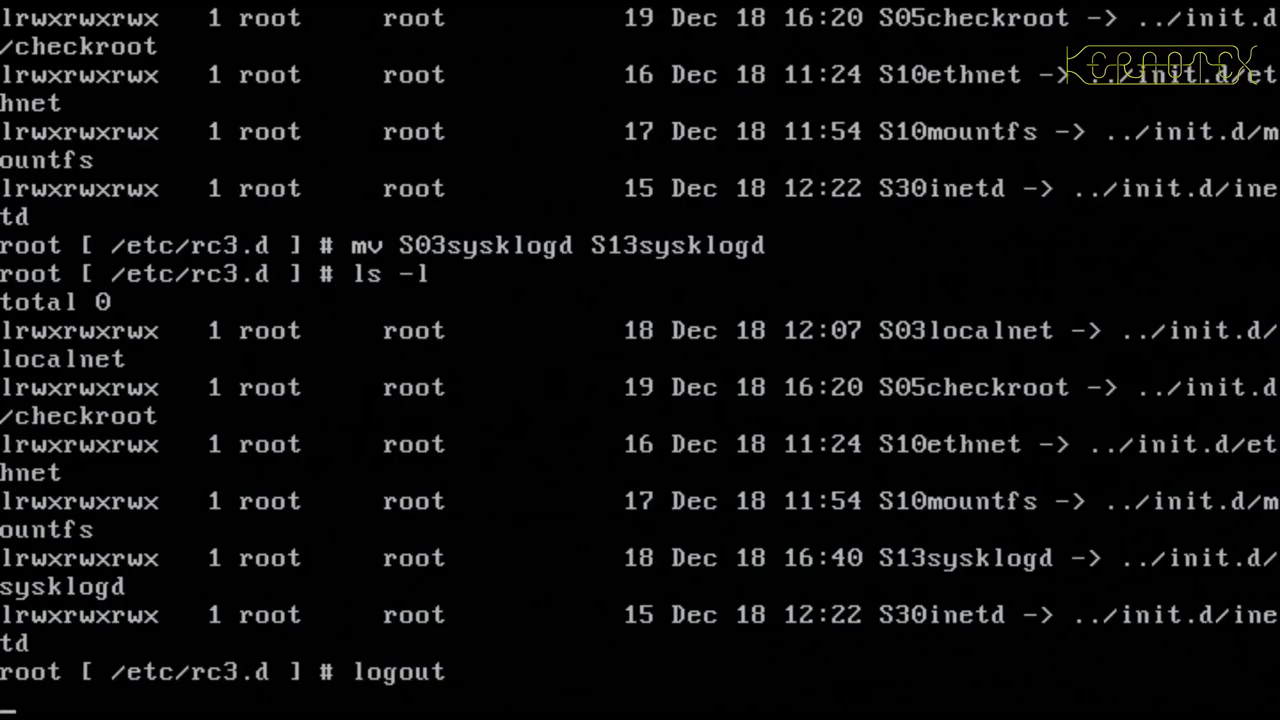 lrwxrwxrwx   1 root     root           19 Dec 18 16:20 S05checkroot -> ../init.d
/checkroot
KERAOTEX
lrwxrwxrwx   1 root     root           16 Dec 18 11:24 S10ethnet -> ../init.d/et
hnet
lrwxrwxrwx   1 root     root           17 Dec 18 11:54 S10mountfs -> ../init.d/m
ountfs
lrwxrwxrwx   1 root     root           15 Dec 18 12:22 S30inetd -> ../init.d/ine
td
root [ /etc/rc3.d ] # mv S03sysklogd S13sysklogd
root [ /etc/rc3.d ] # ls -l
total 0
lrwxrwxrwx   1 root     root           18 Dec 18 12:07 S03localnet -> ../init.d/
localnet
lrwxrwxrwx   1 root     root           19 Dec 18 16:20 S05checkroot -> ../init.d
/checkroot
lrwxrwxrwx   1 root     root           16 Dec 18 11:24 S10ethnet -> ../init.d/et
hnet
lrwxrwxrwx   1 root     root           17 Dec 18 11:54 S10mountfs -> ../init.d/m
ountfs
lrwxrwxrwx   1 root     root           18 Dec 18 16:40 S13sysklogd -> ../init.d/
sysklogd
lrwxrwxrwx   1 root     root           15 Dec 18 12:22 S30inetd -> ../init.d/ine
td
root [ /etc/rc3.d ] # logout